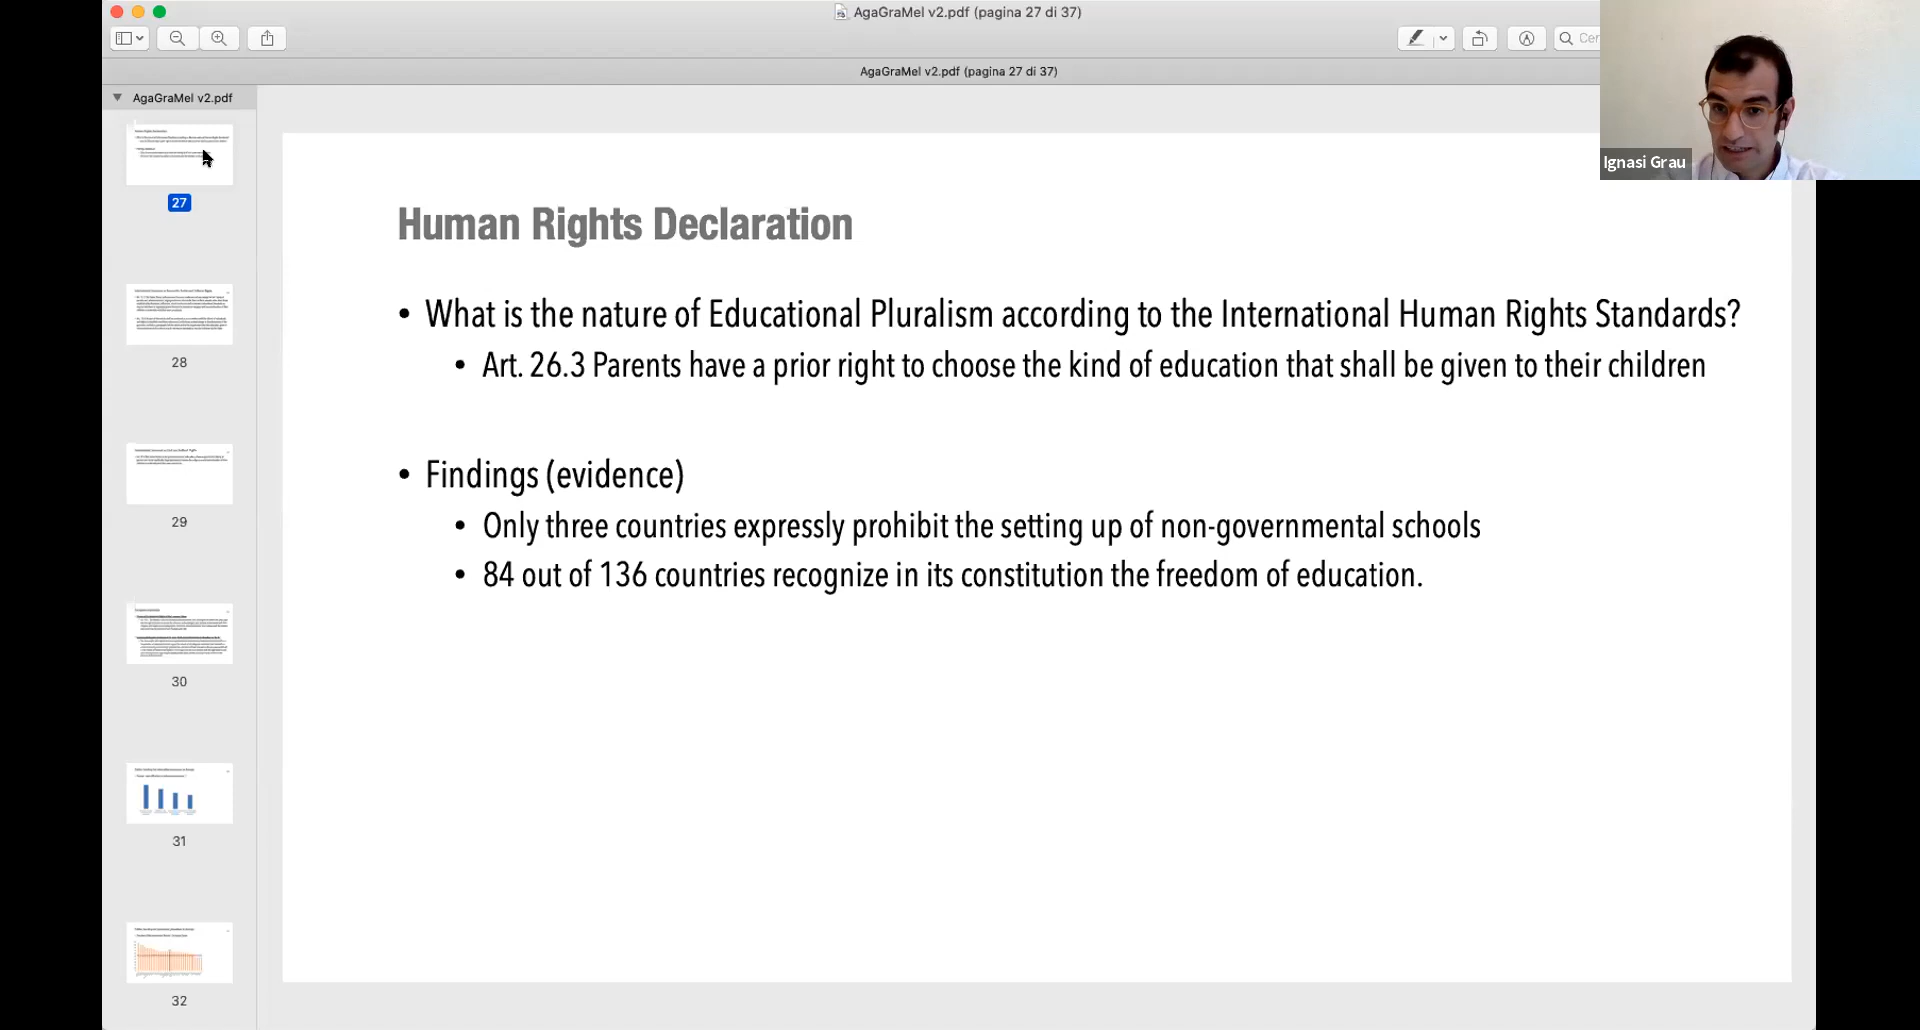 AgaGraMel v2.pdf (pagina 27 di 37)
Cer
AgaGraMel v2.pdf (pagina 27 di 37)
AgaGraMel v2.pdf
27
28
29
30
31
32
Ignasi Grau
Human Rights Declaration
• What is the nature of Educational Pluralism according to the International Human Rights Standards?
• Art. 26.3 Parents have a prior right to choose the kind of education that shall be given to their children
• Findings (evidence)
• Only three countries expressly prohibit the setting up of non-governmental schools
• 84 out of 136 countries recognize in its constitution the freedom of education.